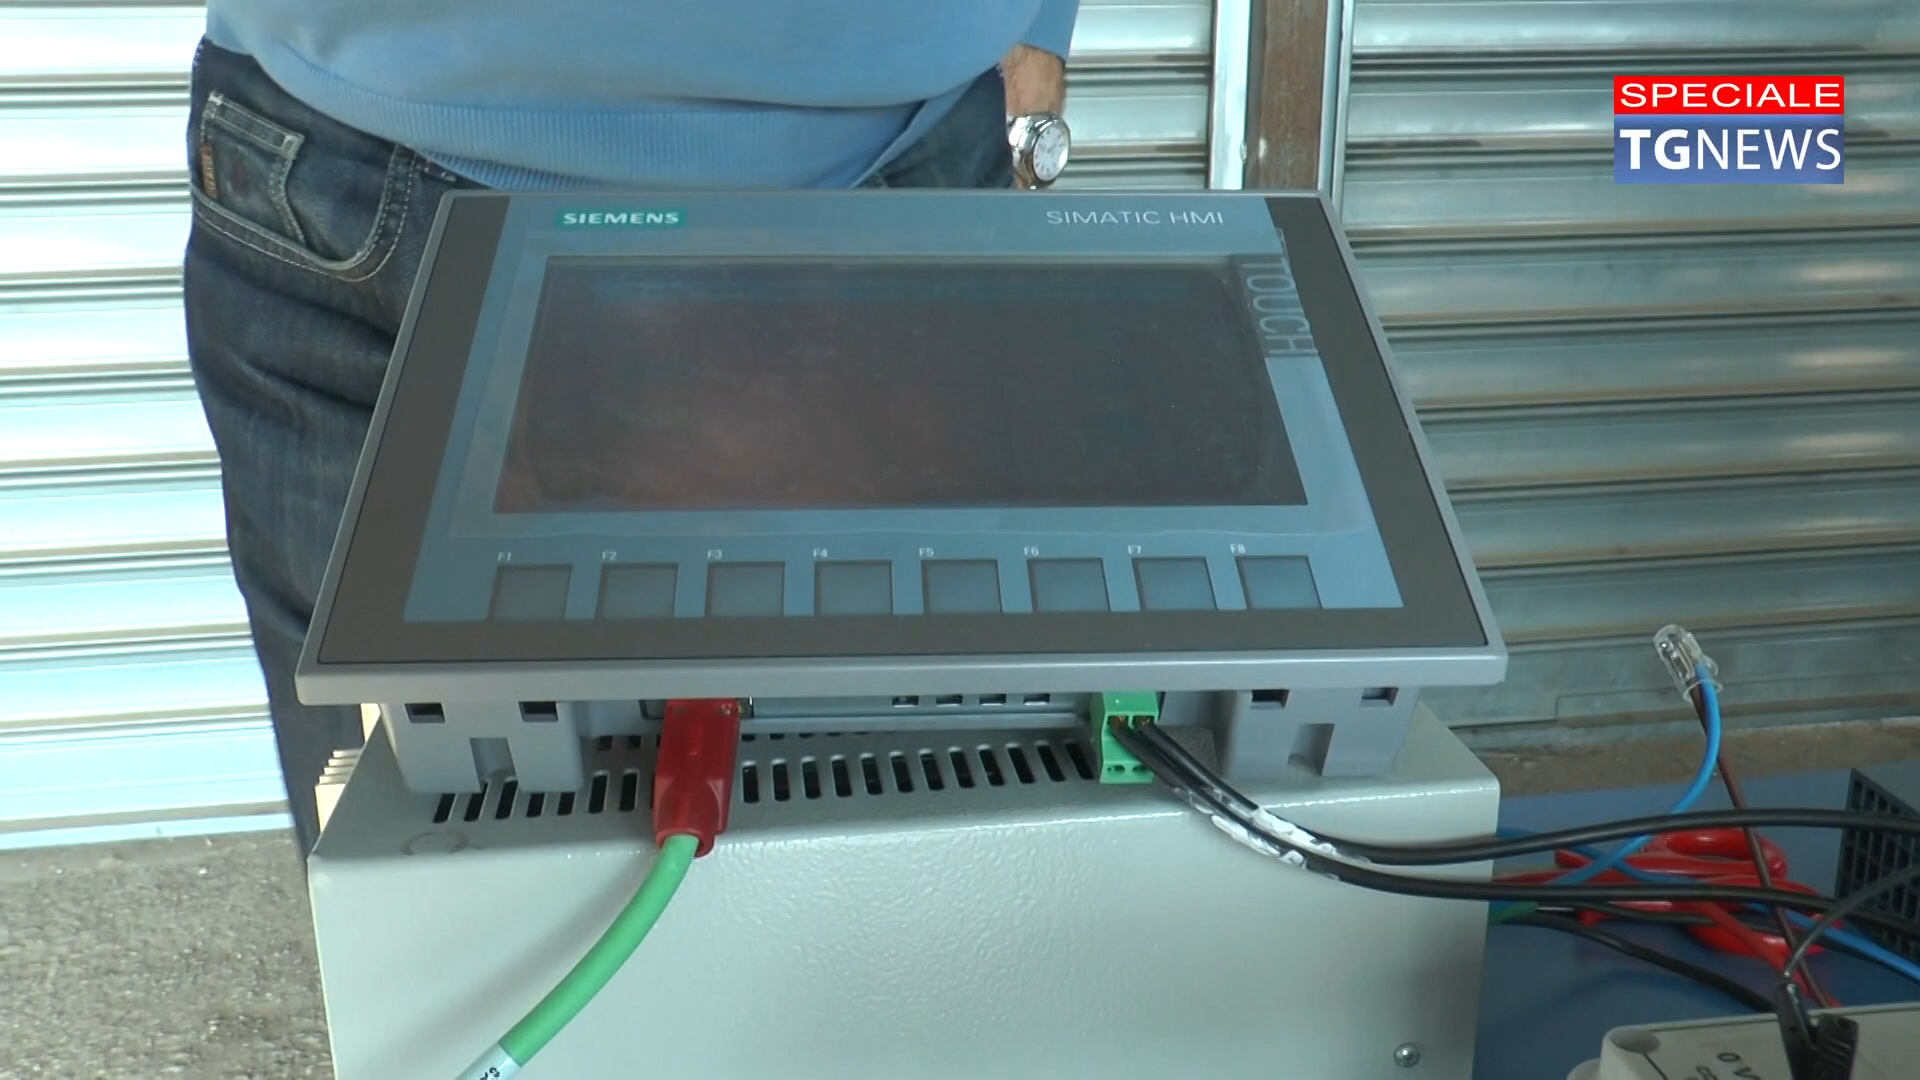 SPECIALE
TGNEWS
SIEMENS
SIMATIC HMI
TOUCH
F1 F2 F3 F4 F5 F6 F7 F8